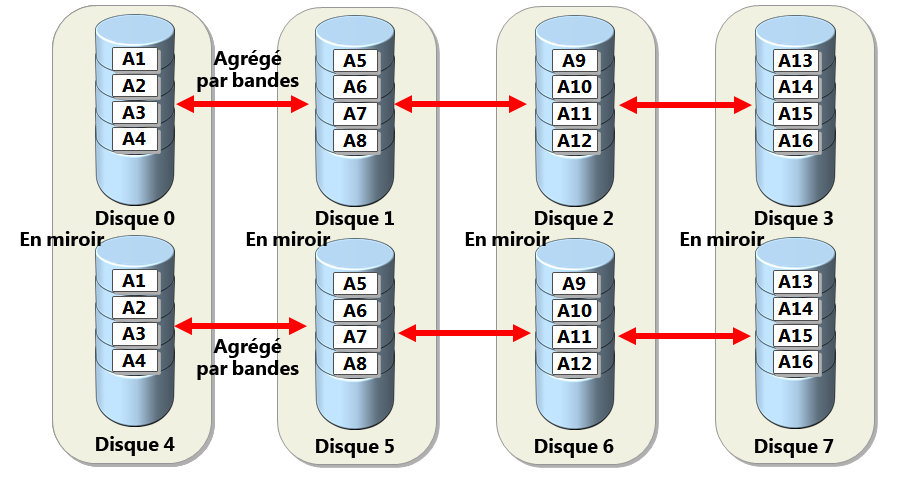 A1
A2
A3
A4
Disque 0
Agrégé
par bandes
A5
A6
A7
A8
Disque 1
A9
A10
A11
A12
Disque 2
A13
A14
A15
A16
Disque 3
En miroir
En miroir
En miroir
En miroir
A1
A2
A3
A4
Disque 4
Agrégé
par bandes
A5
A6
A7
A8
Disque 5
A9
A10
A11
A12
Disque 6
A13
A14
A15
A16
Disque 7